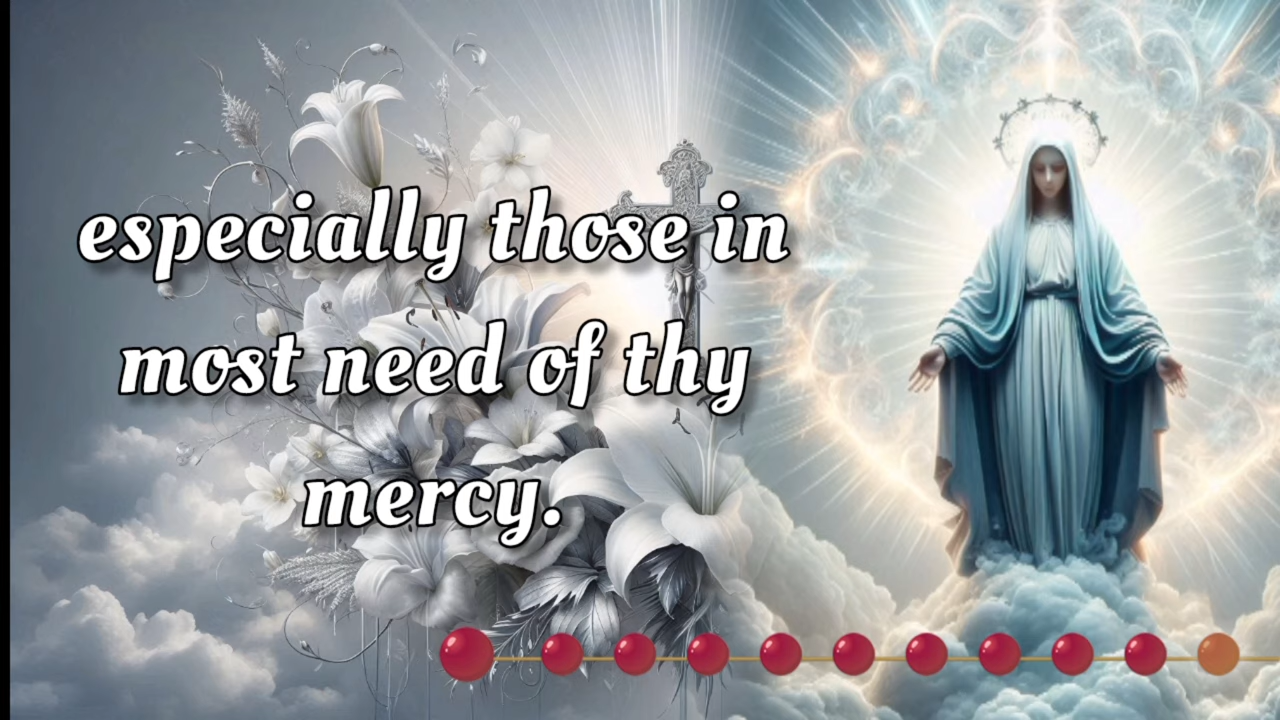 especially those in
most need of thy
mercy.